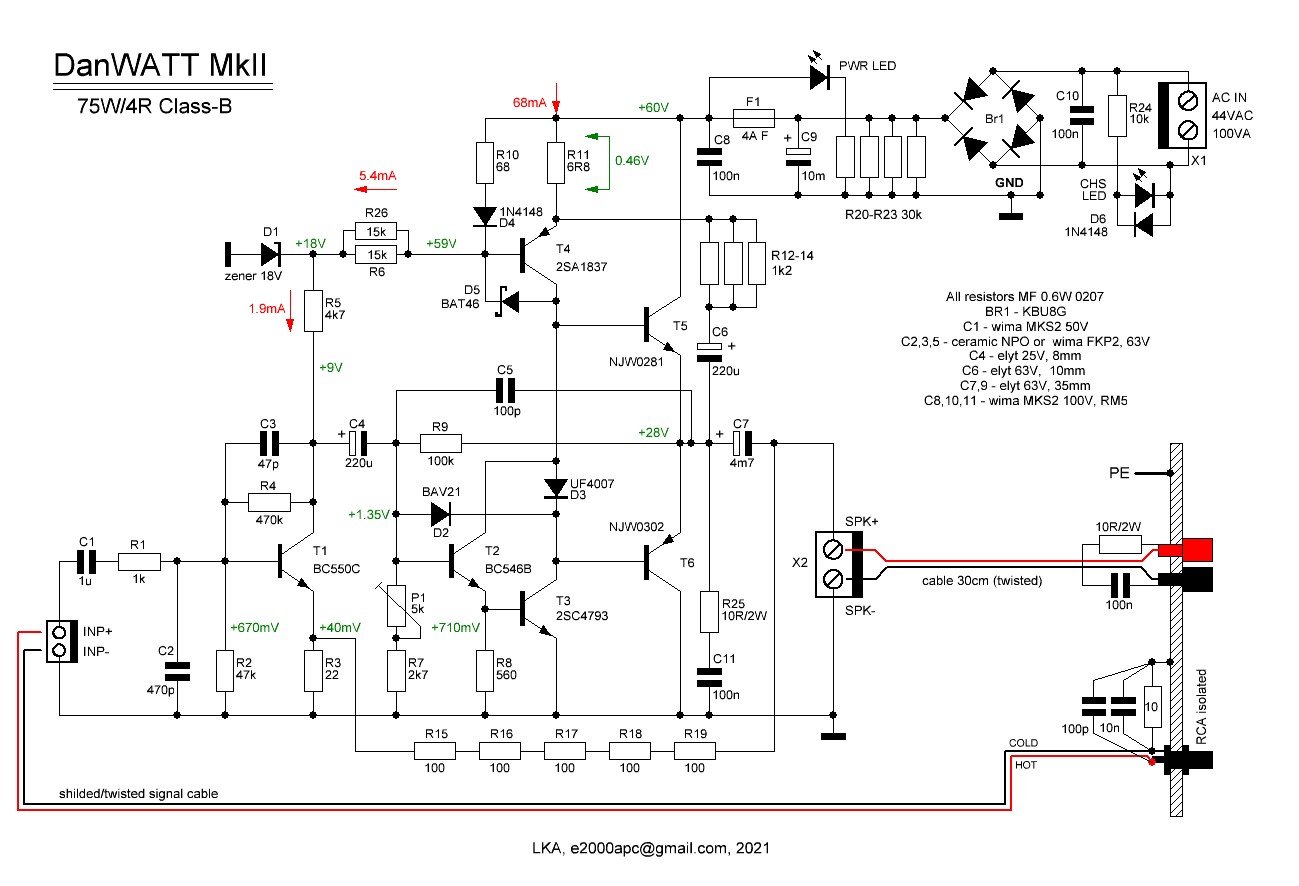 DanWATT MkII
75W/4R Class-B
68mA
+60V
PWR LED
F1
4A F
C8
100n
+
C9
10m
R20-R23 30k
Br1
GND
C10
100n
R24
10k
AC IN
44VAC
100VA
X1
CHS
LED
D6
1N4148
R10
68
R11
6R8
0.46V
5.4mA
R26
15k
15k
R6
1N4148
D4
D1
zener 18V
+18V
+59V
T4
2SA1837
D5
BAT46
R12-14
1k2
1.9mA
R5
4k7
T5
NJW0281
C6
+
220u
All resistors MF 0.6W 0207
BR1 - KBU8G
C1 - wima MKS2 50V
C2,3,5 - ceramic NPO or wima FKP2, 63V
C4 - elyt 25V, 8mm
C6 - elyt 63V, 10mm
C7,9 - elyt 63V, 35mm
C8,10,11 - wima MKS2 100V, RM5
+9V
C5
100p
C3
47p
+
C4
220u
R9
100k
+28V
+
C7
4m7
R4
470k
BAV21
D2
UF4007
D3
+1.35V
NJW0302
T6
PE
SPK+
X2
SPK-
10R/2W
100n
cable 30cm (twisted)
C1
1u
R1
1k
T1
BC550C
T2
BC546B
P1
5k
T3
2SC4793
R25
10R/2W
INP+
INP-
+670mV
+40mV
+710mV
C2
470p
R2
47k
R3
22
R7
2k7
R8
560
C11
100n
100p
10n
10
RCA isolated
R15
100
R16
100
R17
100
R18
100
R19
100
COLD
HOT
shilded/twisted signal cable
LKA, e2000apc@gmail.com, 2021